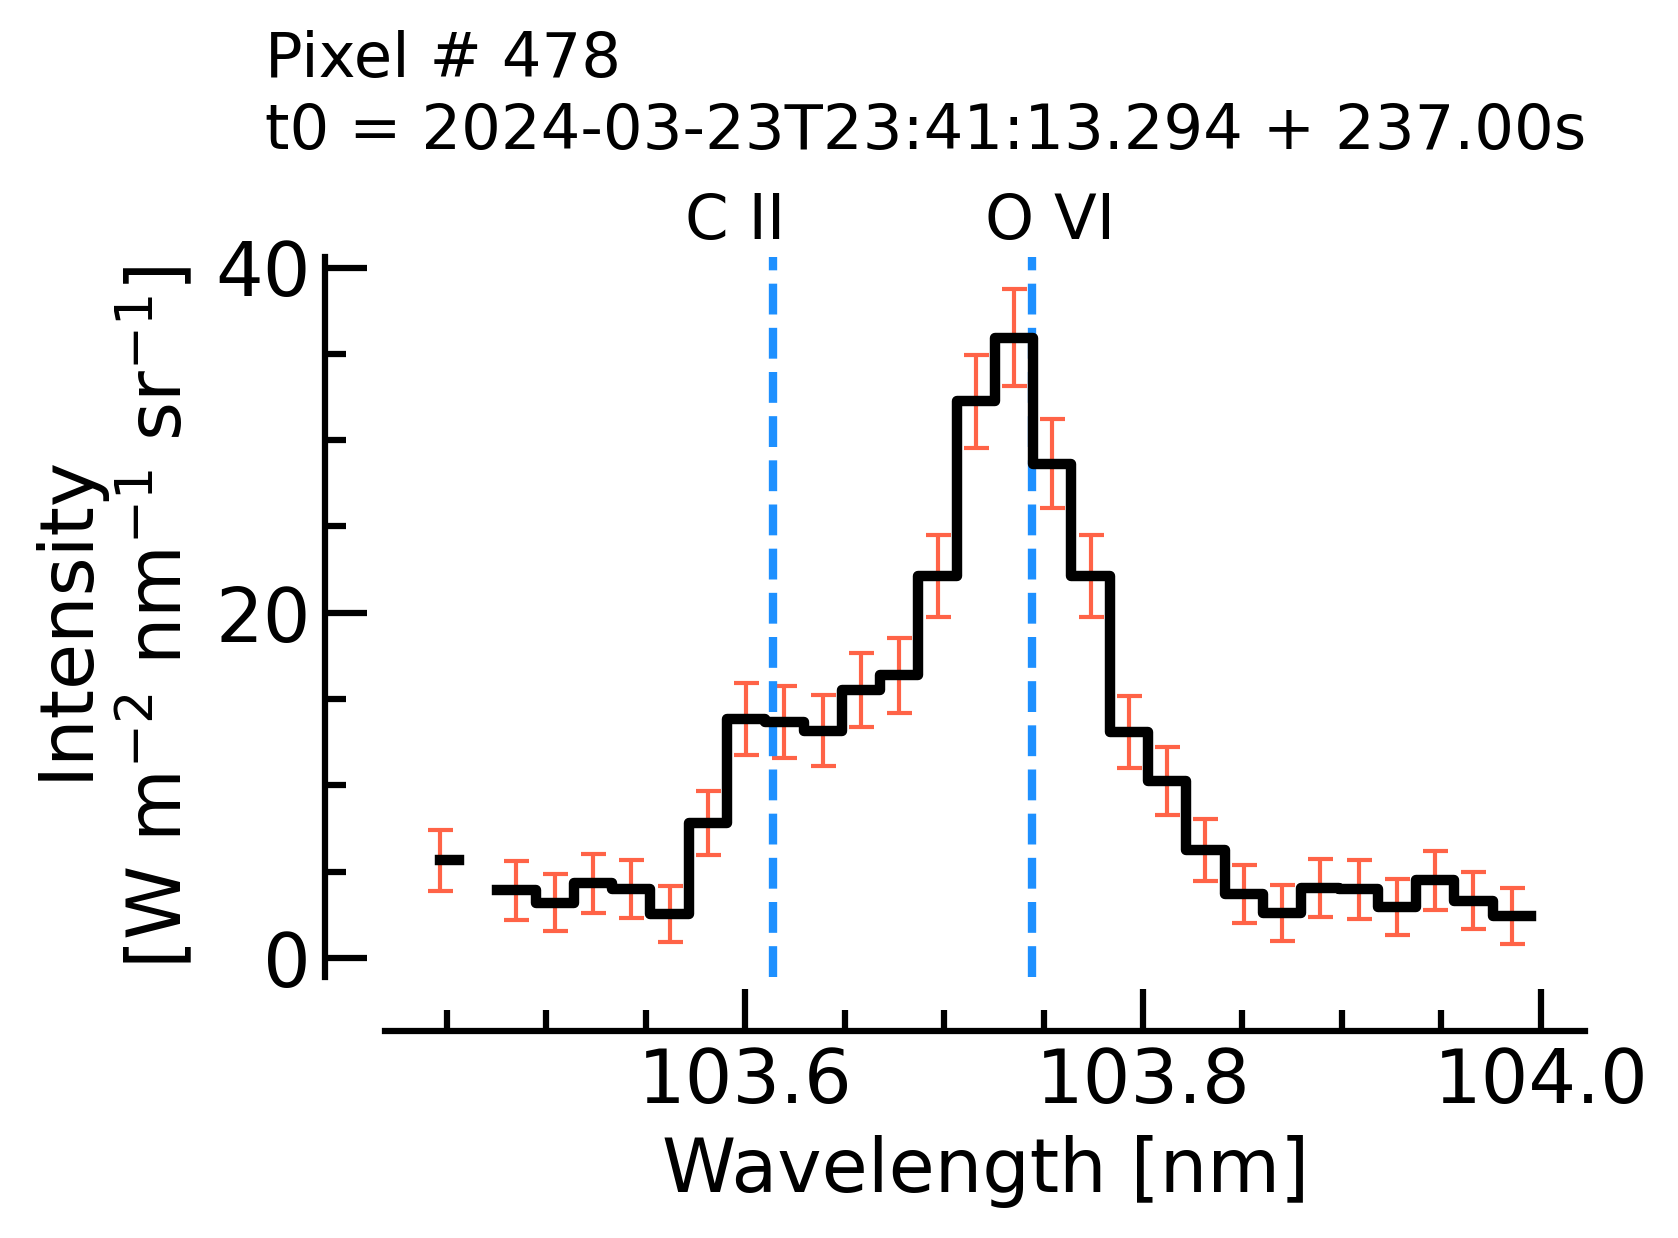 Pixel # 478
t0 = 2024-03-23T23:41:13.294 + 237.00s
C II
O VI
40
20
0
Intensity
[W m⁻² nm⁻¹ sr⁻¹]
103.6
103.8
104.0
Wavelength [nm]